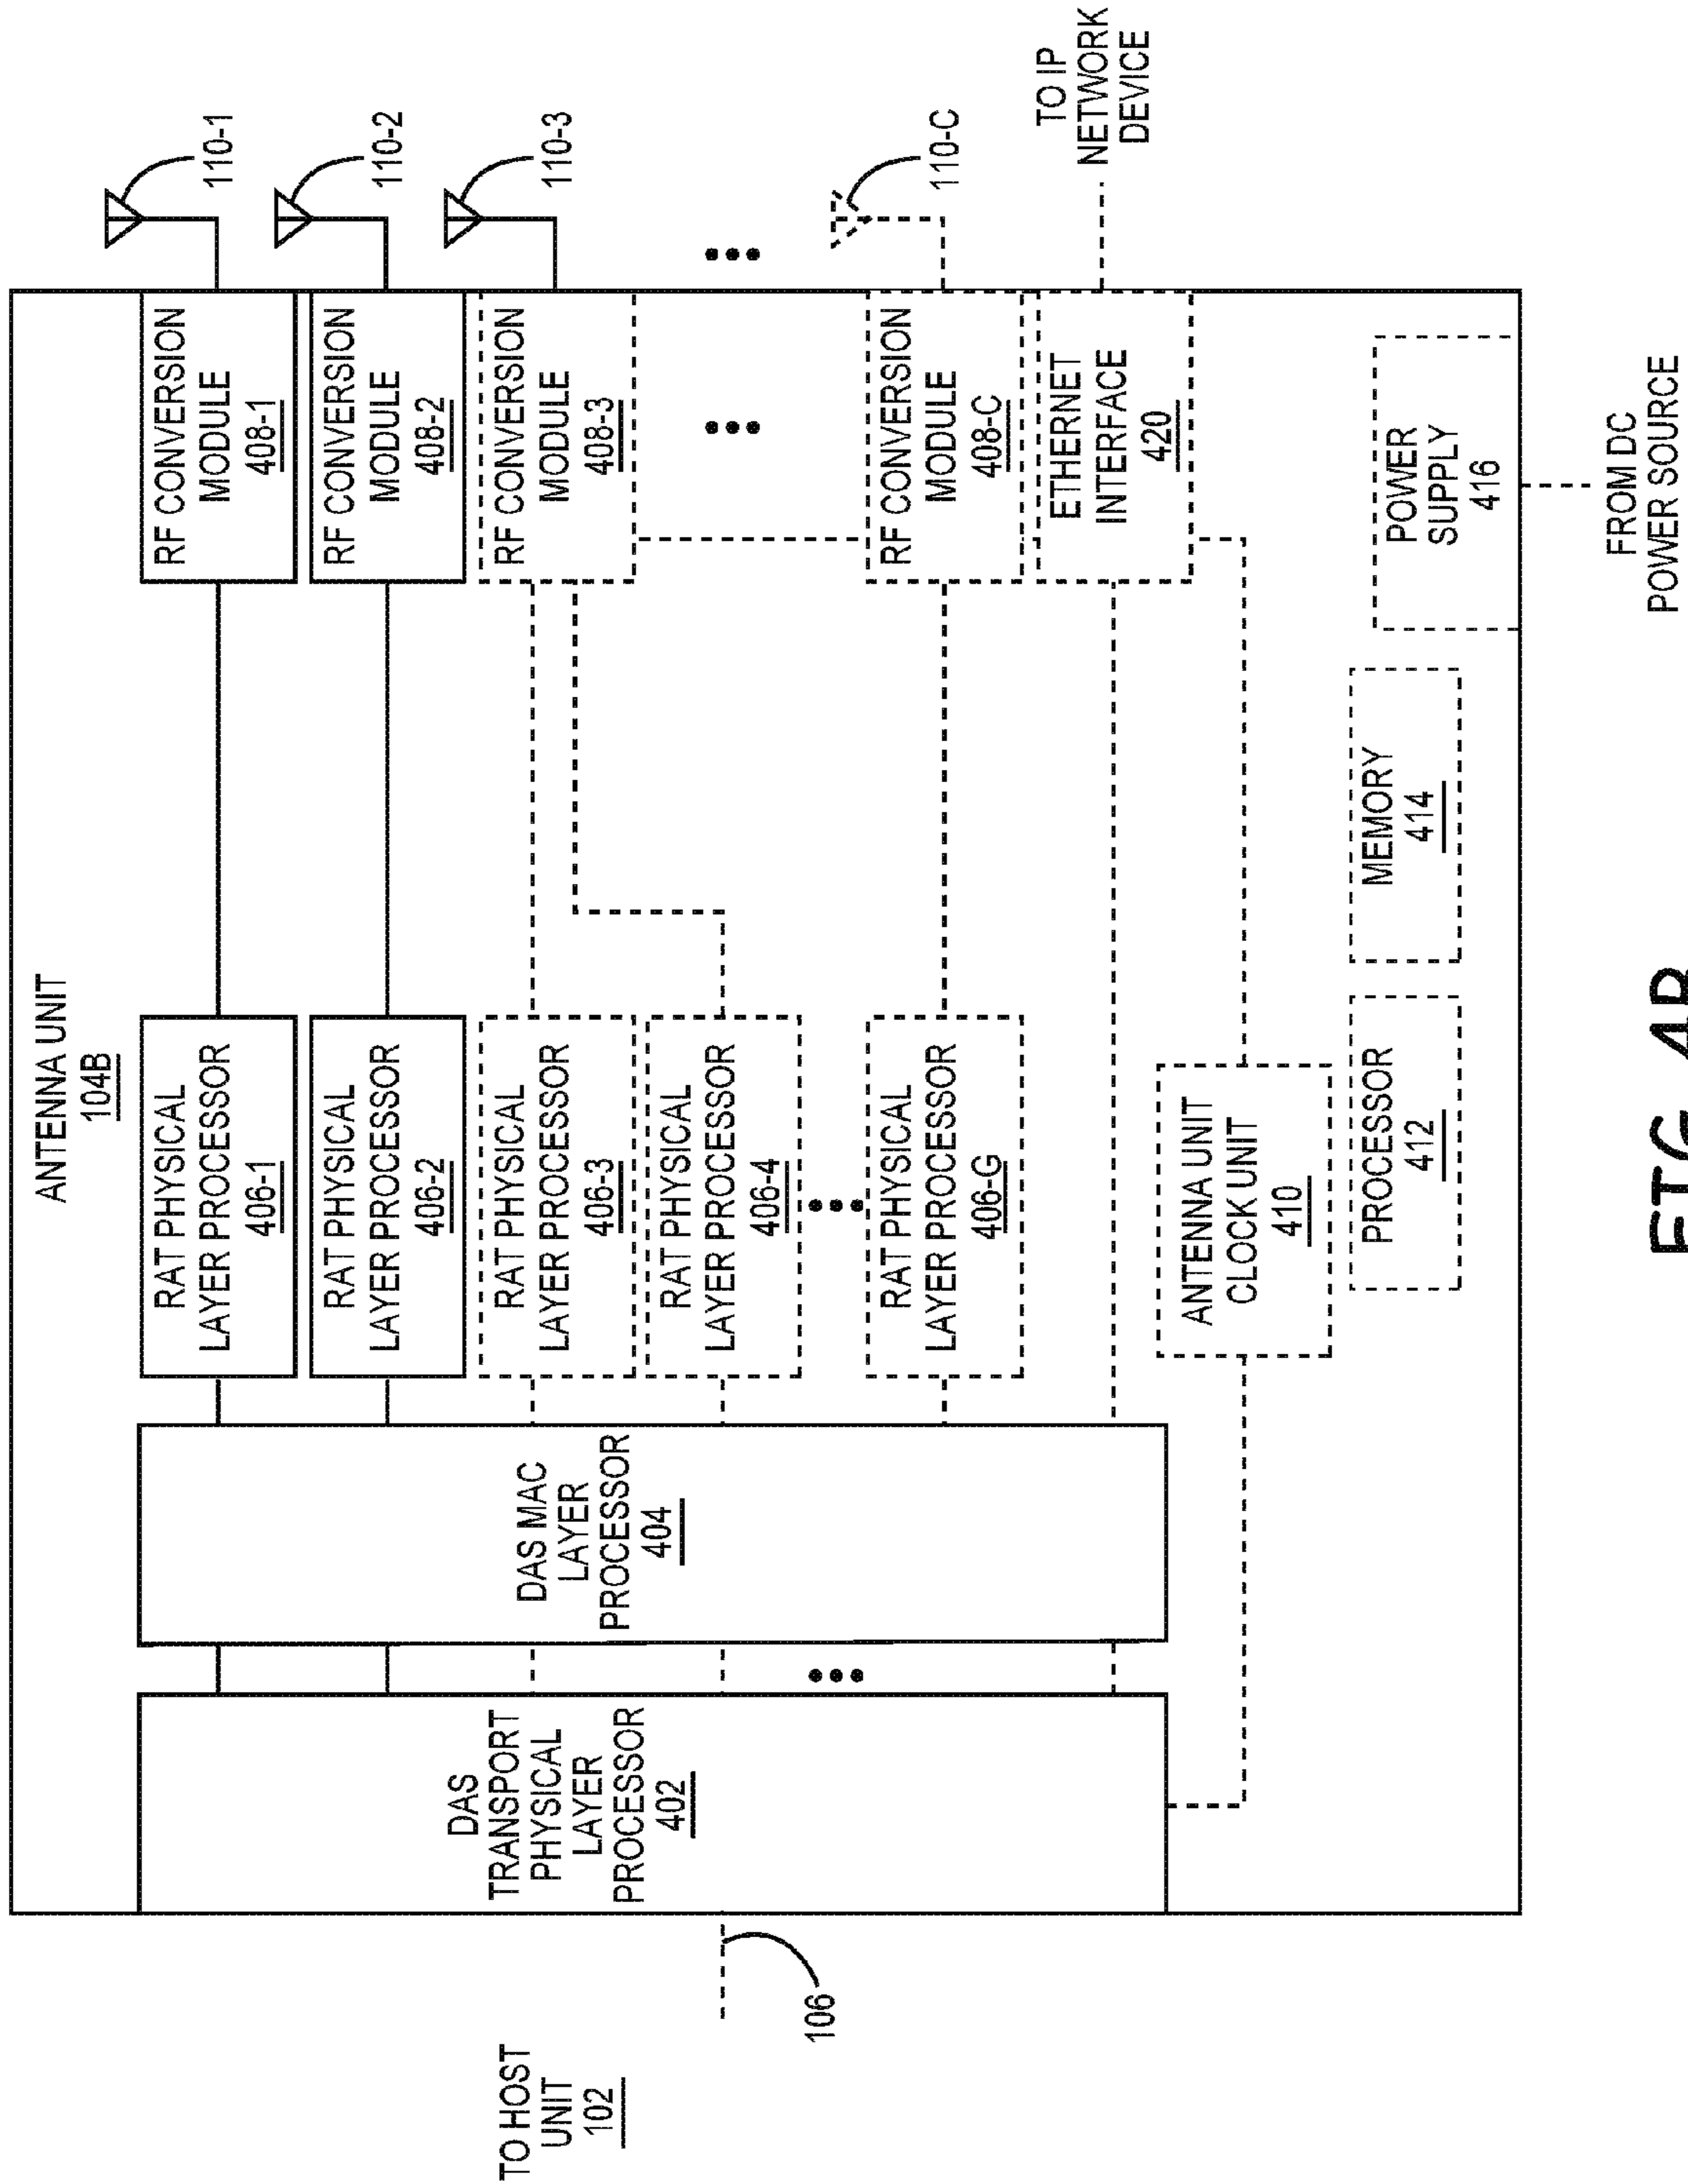 ANTENNA UNIT
104B
TO HOST
UNIT
102
106
DAS
TRANSPORT
PHYSICAL
LAYER
PROCESSOR
402
DAS MAC
LAYER
PROCESSOR
404
RAT PHYSICAL
LAYER PROCESSOR
406-1
RAT PHYSICAL
LAYER PROCESSOR
406-2
RAT PHYSICAL
LAYER PROCESSOR
406-3
RAT PHYSICAL
LAYER PROCESSOR
406-4
RAT PHYSICAL
LAYER PROCESSOR
406-G
RF CONVERSION
MODULE
408-1
RF CONVERSION
MODULE
408-2
RF CONVERSION
MODULE
408-3
RF CONVERSION
MODULE
408-C
ETHERNET
INTERFACE
420
110-1
110-2
110-3
110-C
TO IP
NETWORK
DEVICE
ANTENNA UNIT
CLOCK UNIT
410
PROCESSOR
412
MEMORY
414
POWER
SUPPLY
416
FROM DC
POWER SOURCE
FIG. 4B